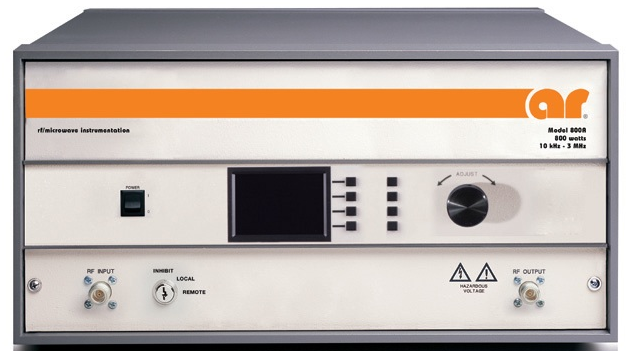 ar®
rf/microwave instrumentation
Model 800A
800 watts
10 kHz - 3 MHz
POWER
ADJUST
RF INPUT
INHIBIT
LOCAL
REMOTE
HAZARDOUS
VOLTAGE
RF OUTPUT